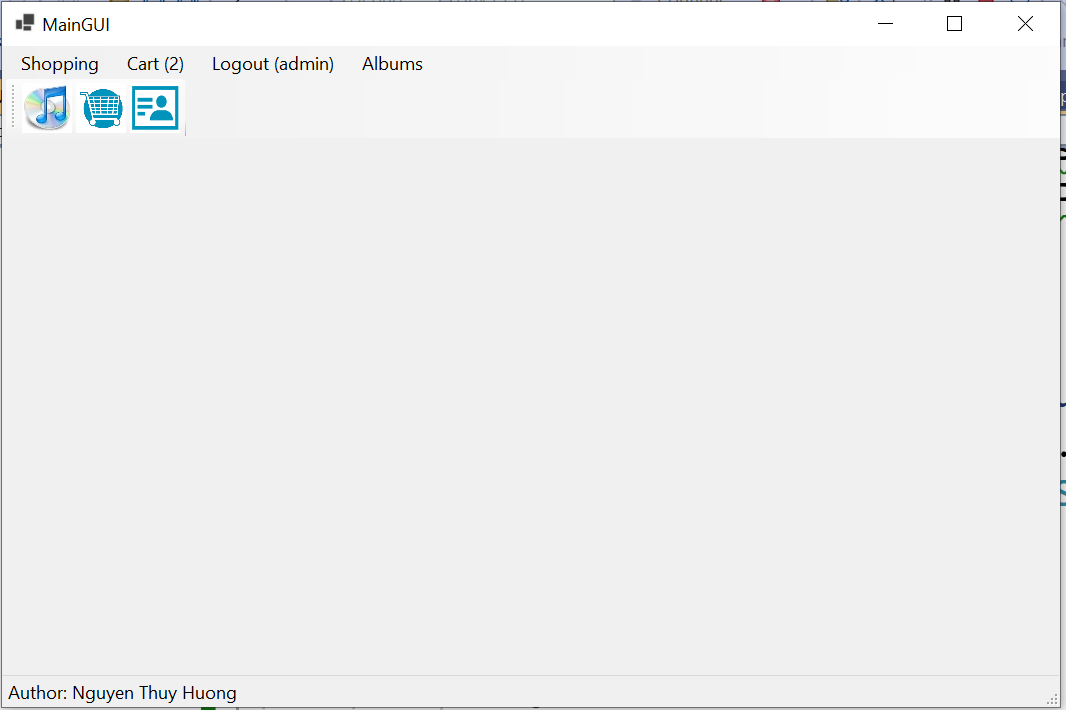 MainGUI
Shopping Cart (2) Logout (admin) Albums
Author: Nguyen Thuy Huong